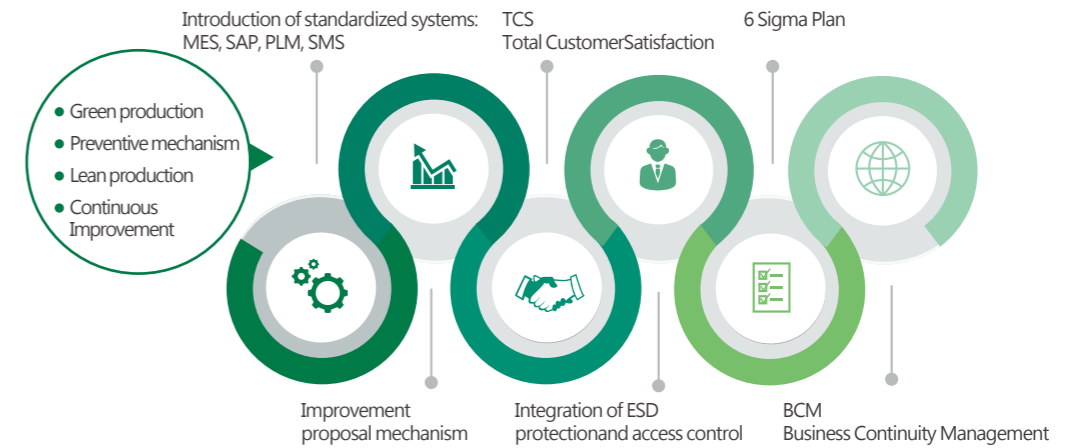 Introduction of standardized systems:
MES, SAP, PLM, SMS
TCS
Total CustomerSatisfaction
6 Sigma Plan
Green production
Preventive mechanism
Lean production
Continuous
Improvement
Improvement
proposal mechanism
Integration of ESD
protectionand access control
BCM
Business Continuity Management